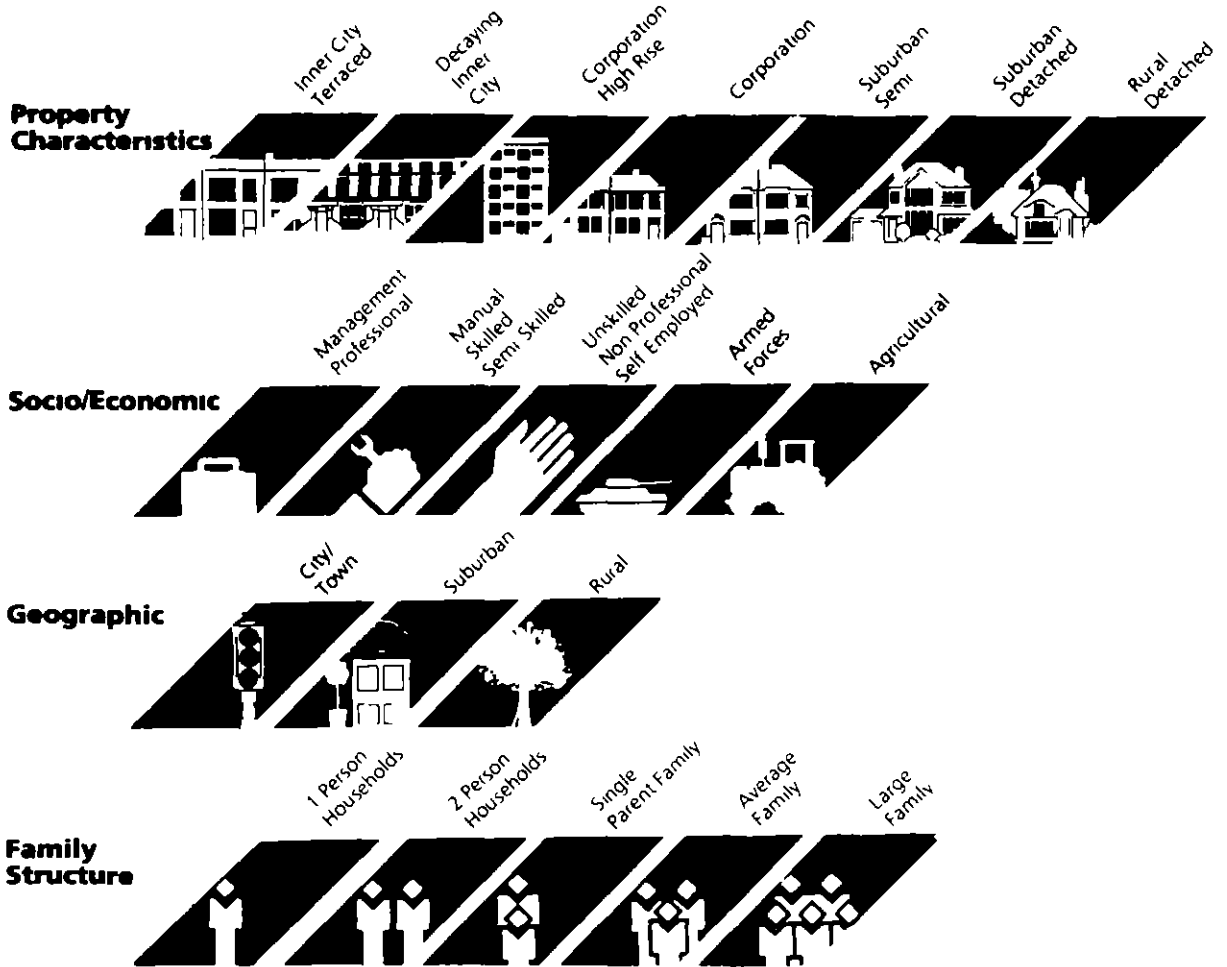 Property
Characteristics
Inner City
Terraced
Decaying
Inner
City
Corporation
High Rise
Corporation
Suburban
Semi
Suburban
Detached
Rural
Detached
Socio/Economic
Management
Professional
Manual
Skilled
Semi Skilled
Unskilled
Non Professional
Self Employed
Armed
Forces
Agricultural
Geographic
City/
Town
Suburban
Rural
Family
Structure
1 Person
Households
2 Person
Households
Single
Parent Family
Average
Family
Large
Family